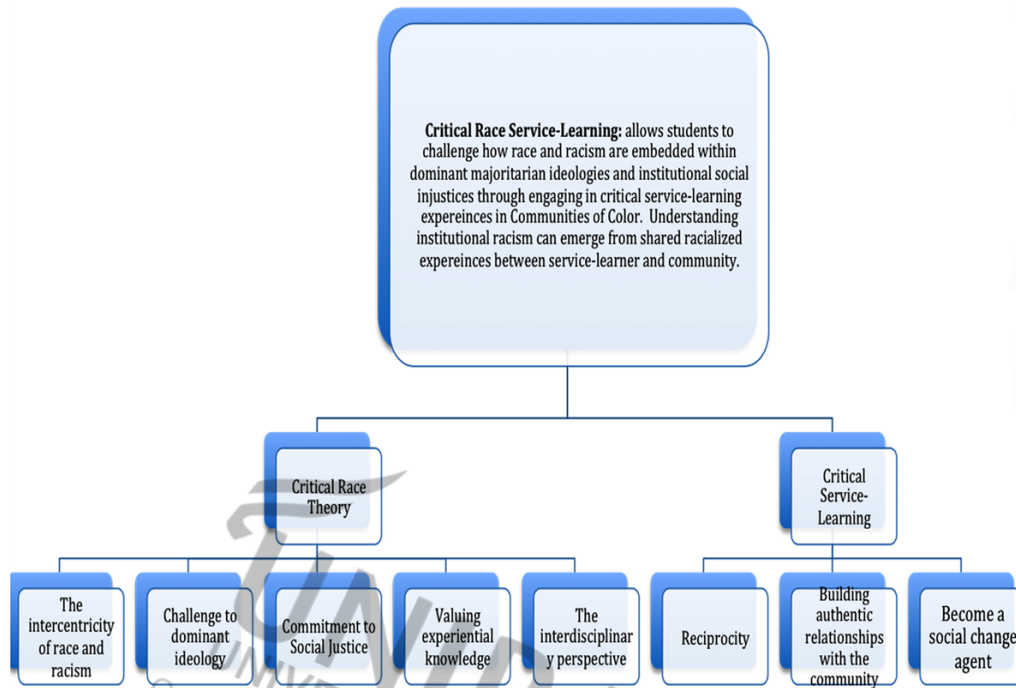 Critical Race Service-Learning: allows students to
challenge how race and racism are embedded within
dominant majoritarian ideologies and institutional social
injustices through engaging in critical service-learning
expereinces in Communities of Color. Understanding
institutional racism can emerge from shared racialized
expereinces between service-learner and community.
Critical Race
Theory
Critical
Service-
Learning
The
intercentricity
of race and
racism
Challenge to
dominant
ideology
Commitment to
Social Justice
Valuing
experiential
knowledge
The
interdisciplinar
y perspective
Reciprocity
Building
authentic
relationships
with the
community
Become a
social change
agent